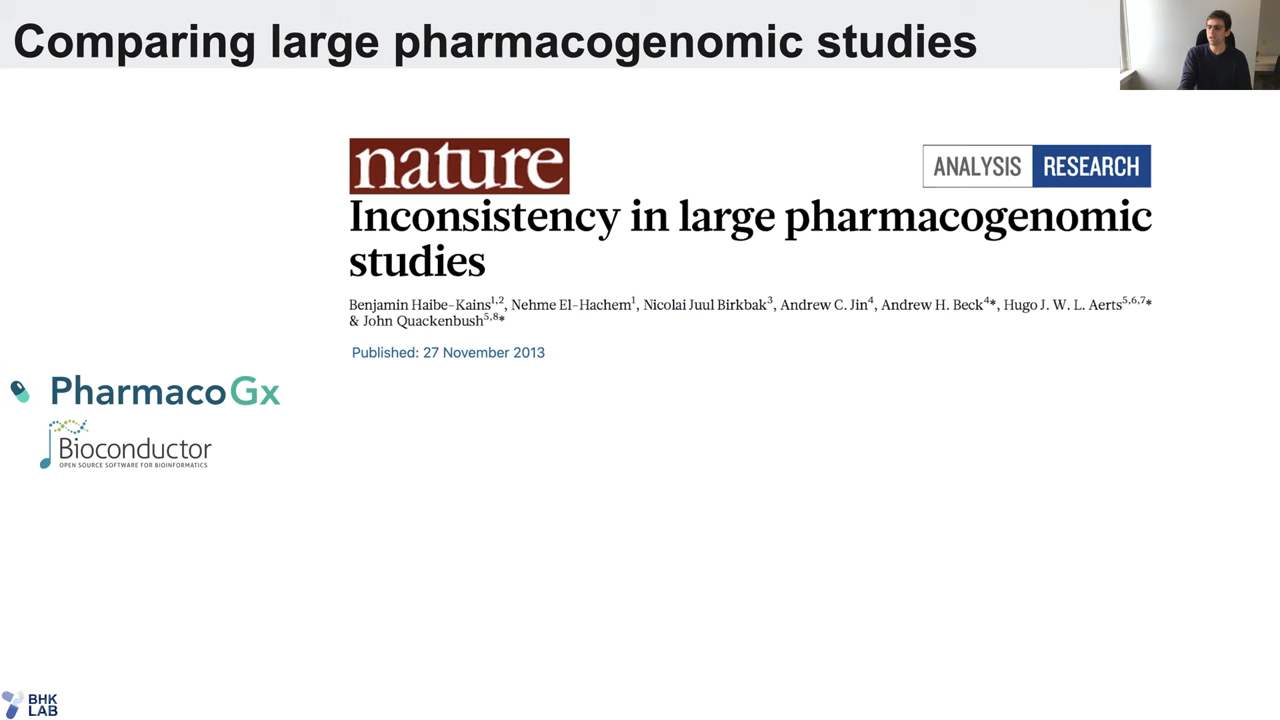 Comparing large pharmacogenomic studies
nature
ANALYSIS RESEARCH
Inconsistency in large pharmacogenomic
studies
Benjamin Haibe-Kains1,2, Nehme El-Hachem1, Nicolai Juul Birkbak3, Andrew C. Jin4, Andrew H. Beck4*, Hugo J. W. L. Aerts5,6,7*
& John Quackenbush5,8*
Published: 27 November 2013
PharmacoGx
Bioconductor
OPEN SOURCE SOFTWARE FOR BIOINFORMATICS
BHK
LAB